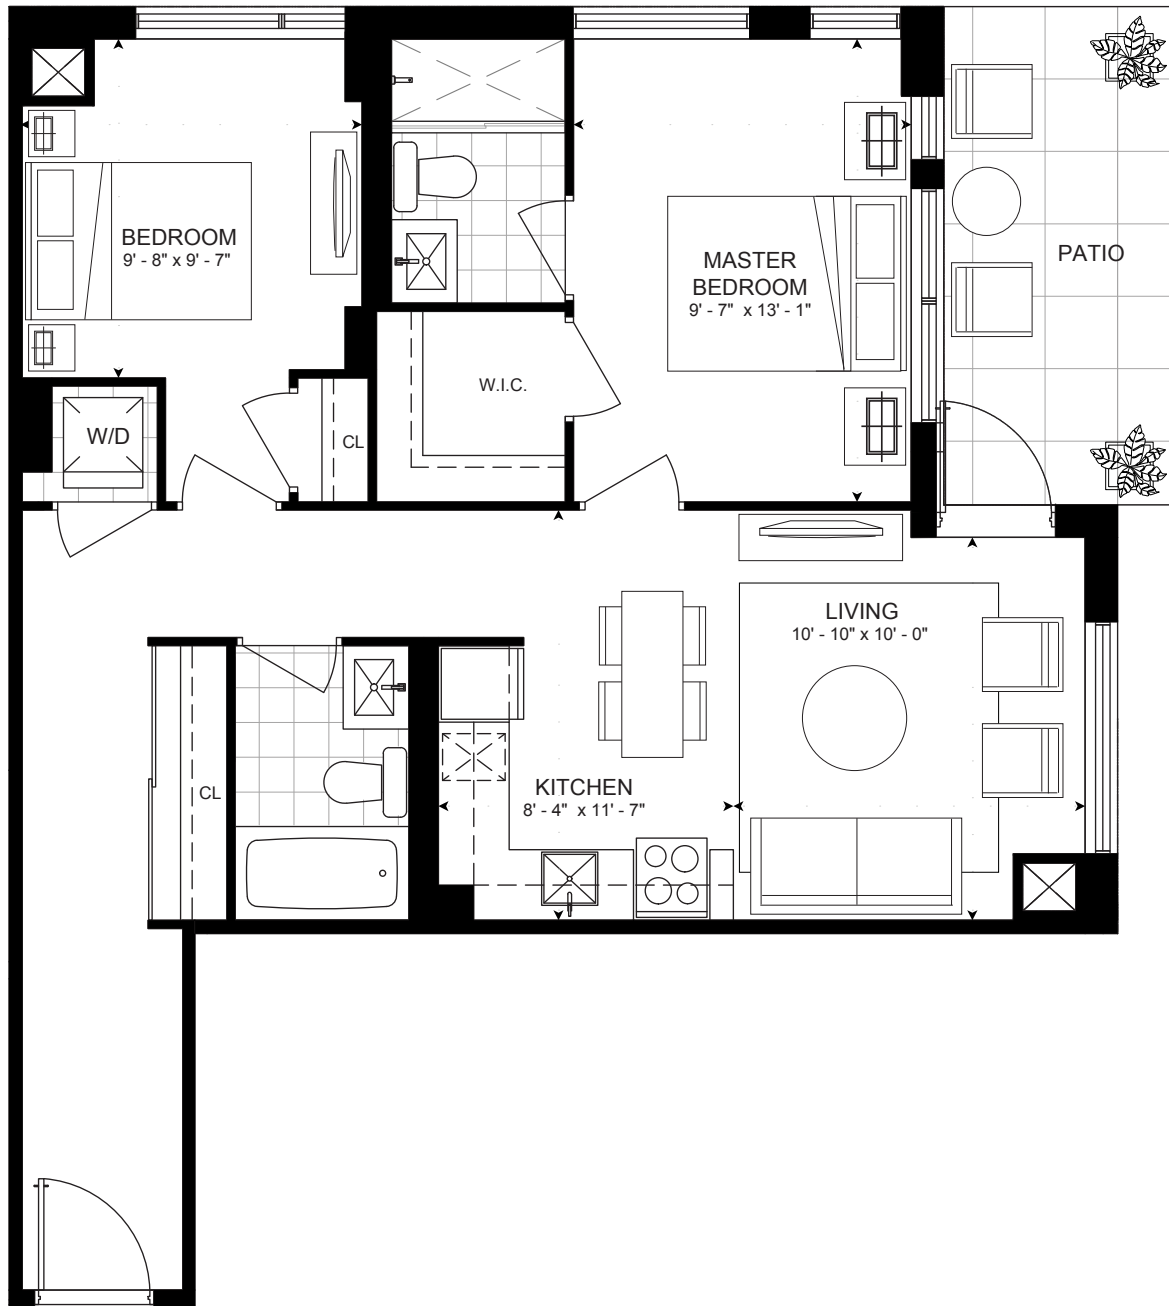 BEDROOM
9' - 8" x 9' - 7"
MASTER
BEDROOM
9' - 7" x 13' - 1"
PATIO
W.I.C.
W/D
CL
LIVING
10' - 10" x 10' - 0"
CL
KITCHEN
8' - 4" x 11' - 7"